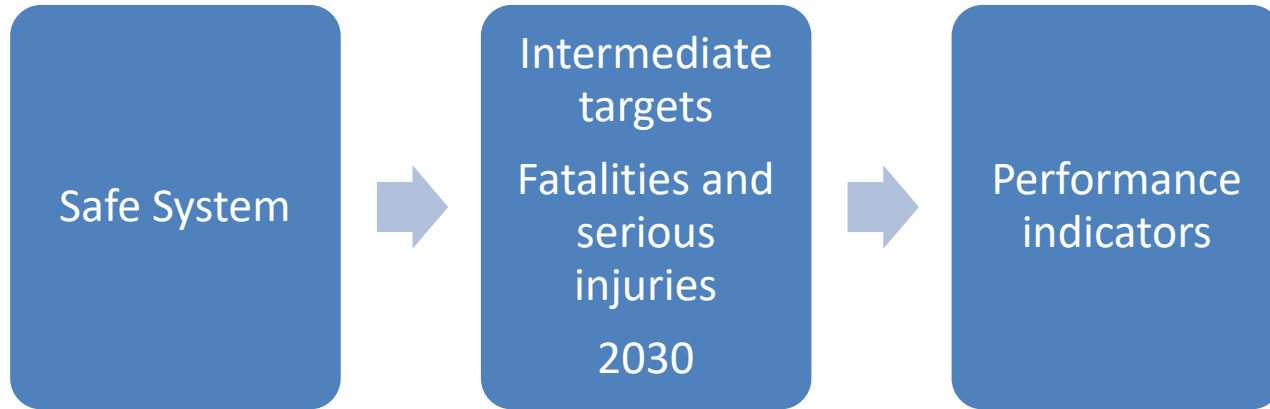 Safe System
Intermediate
targets
Fatalities and
serious
injuries
2030
Performance
indicators